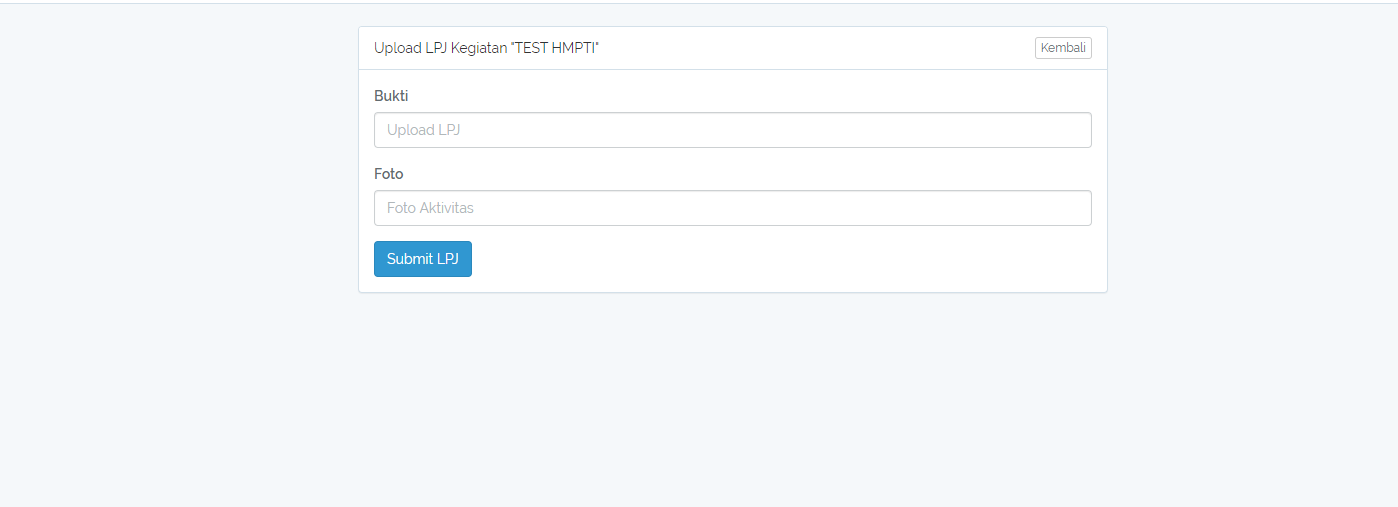 Upload LPJ Kegiatan "TEST HMPTI"
Kembali
Bukti
Upload LPJ
Foto
Foto Aktivitas
Submit LPJ